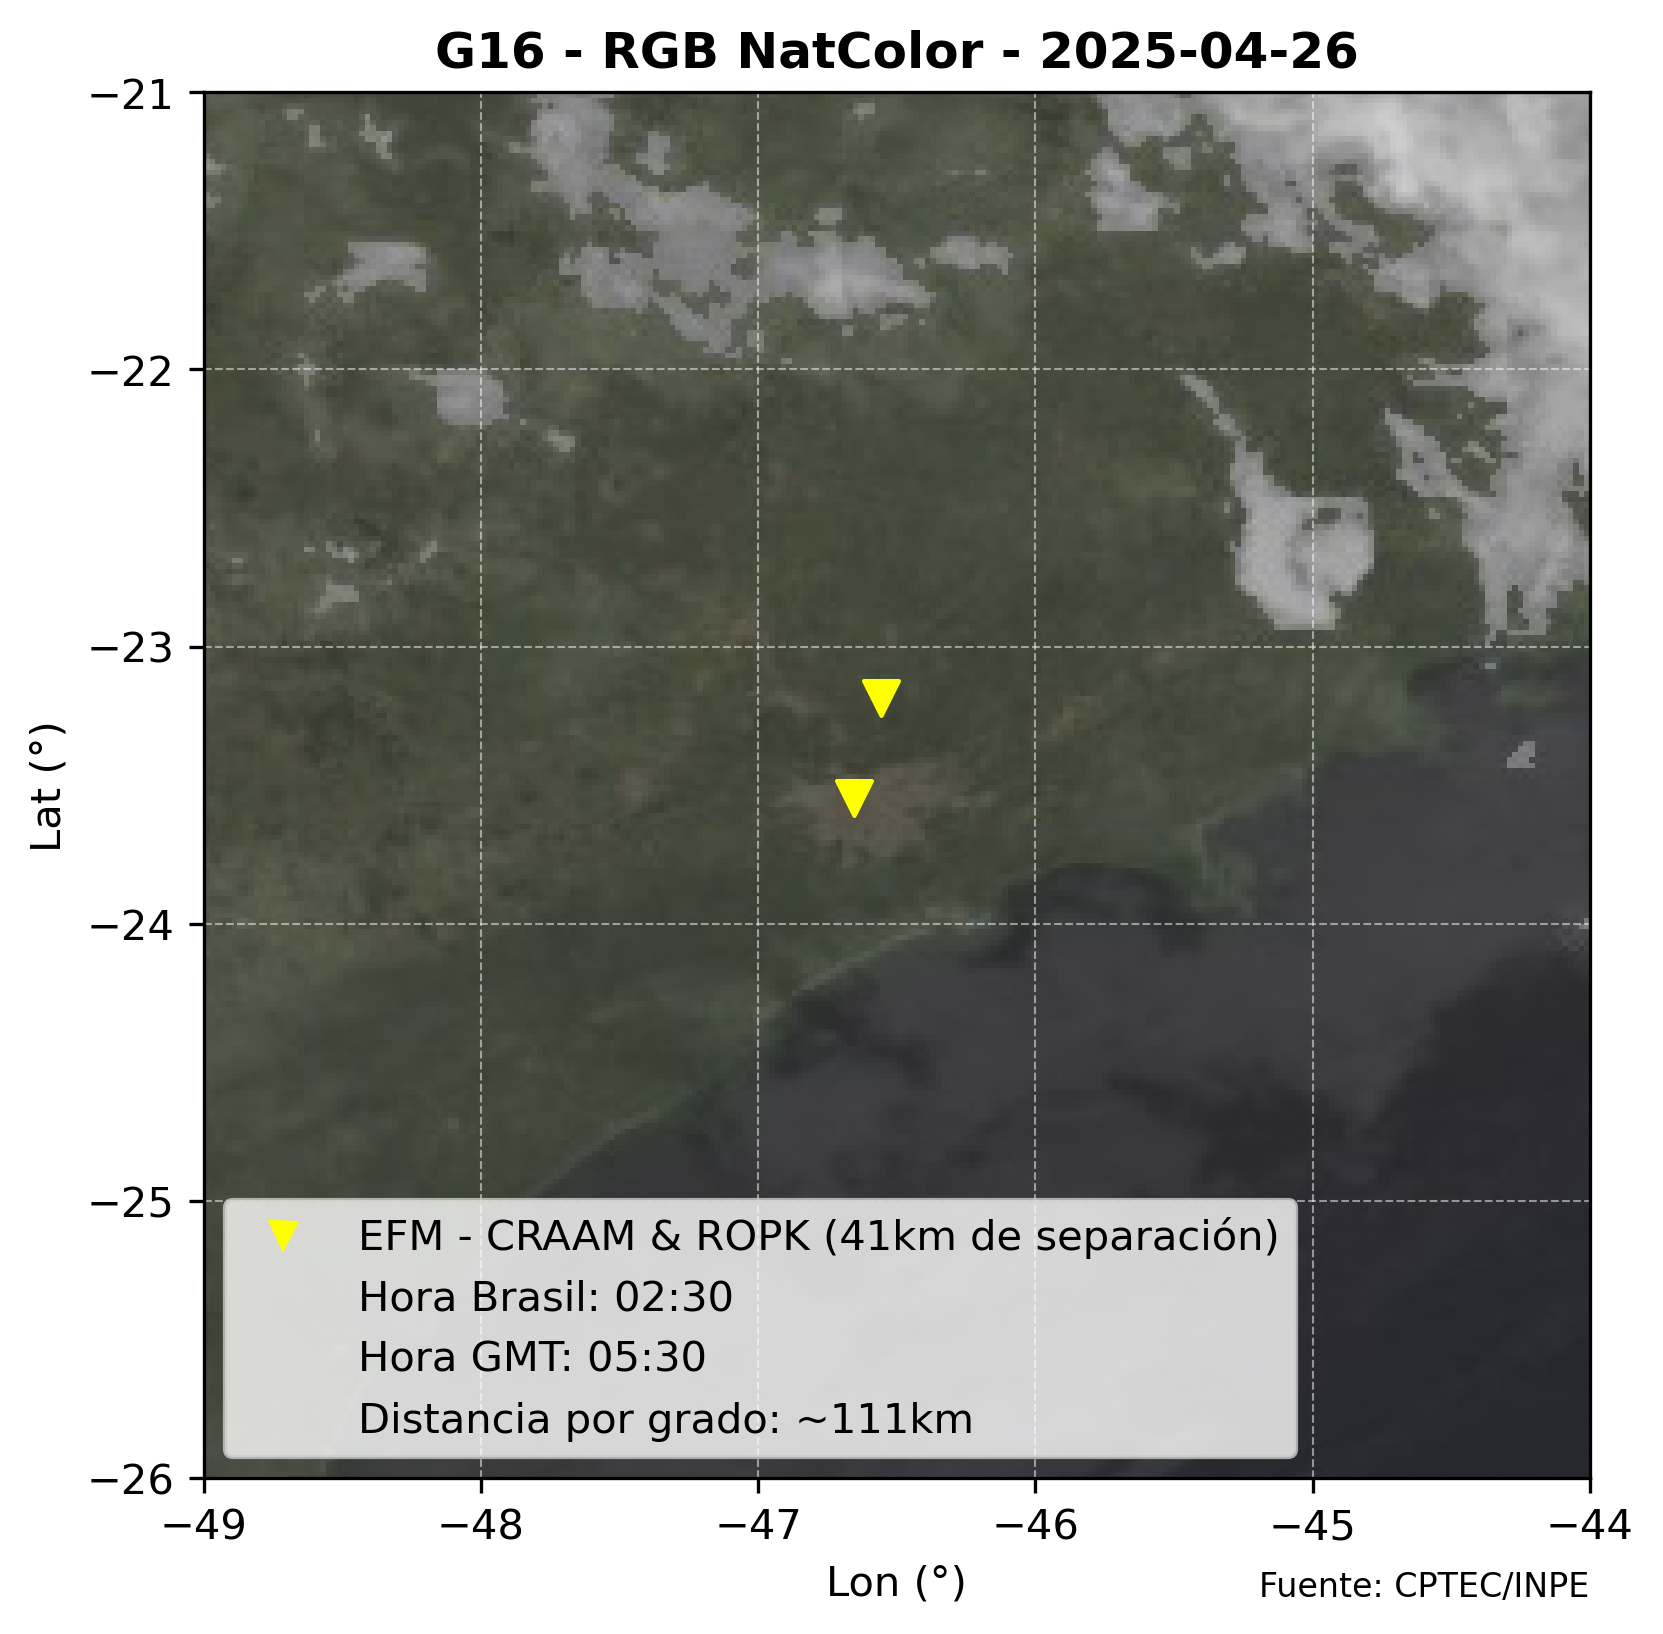 G16 - RGB NatColor - 2025-04-26
−21
−22
−23
−24
−25
−26
Lat (°)
EFM - CRAAM & ROPK (41km de separación)
Hora Brasil: 02:30
Hora GMT: 05:30
Distancia por grado: ~111km
−49 −48 −47 −46 −45 −44
Lon (°)
Fuente: CPTEC/INPE